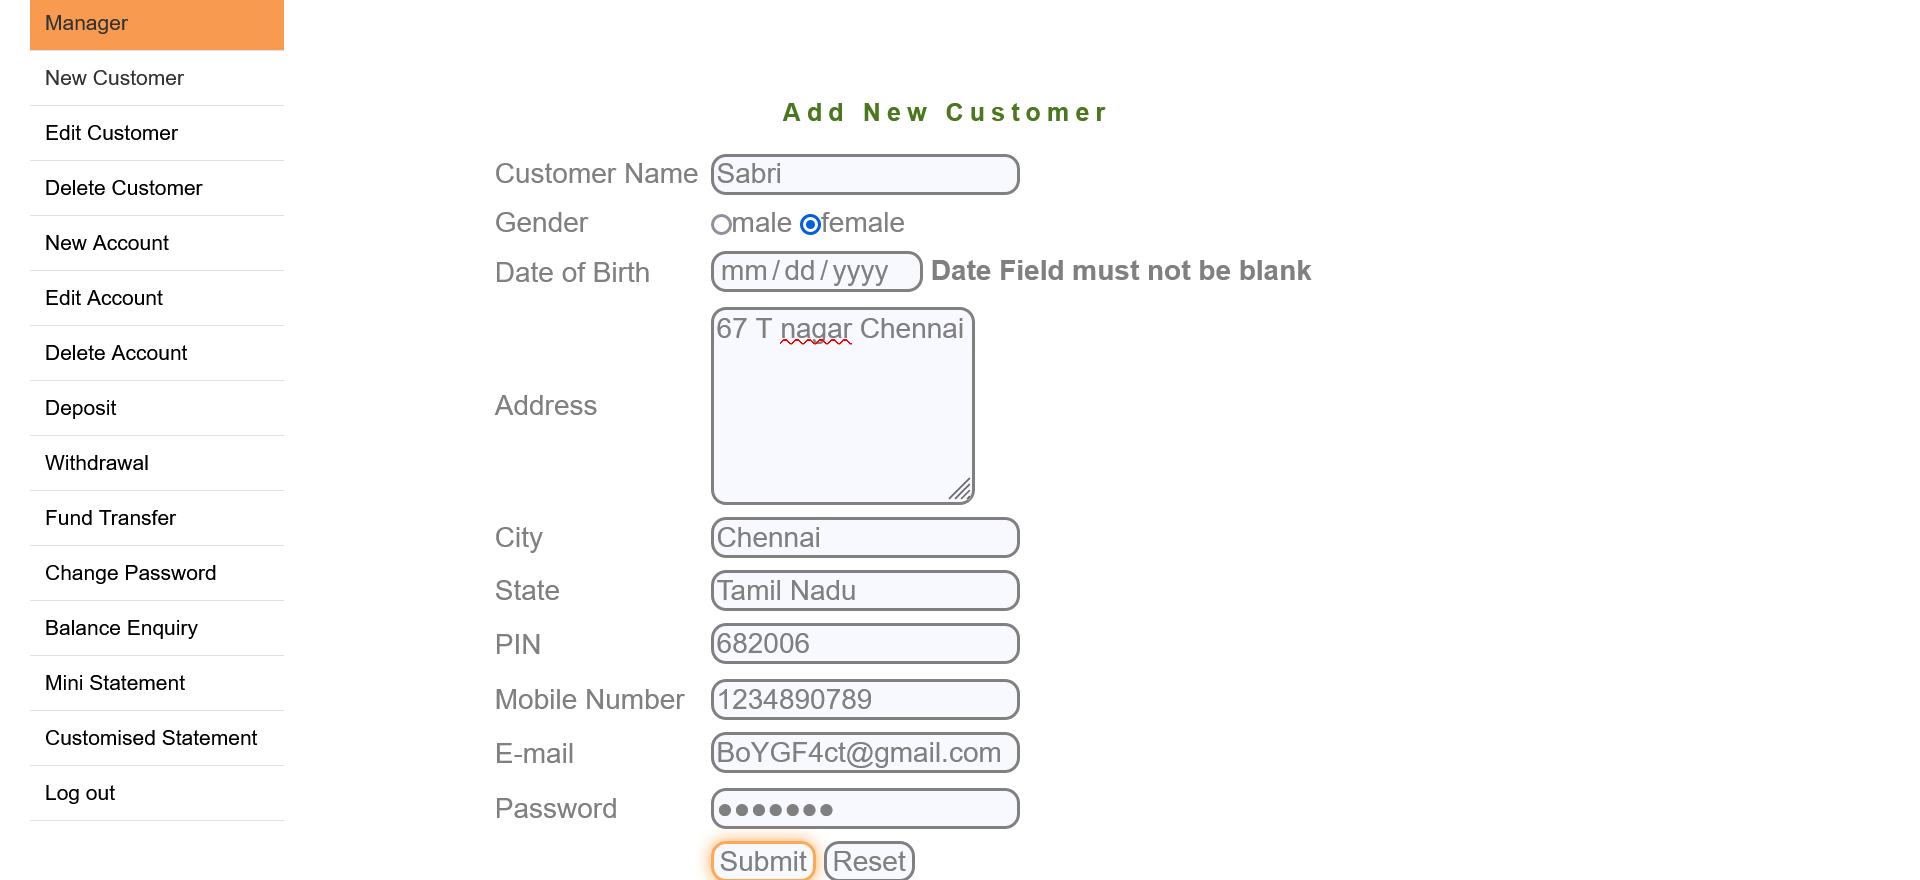 Manager
New Customer
Edit Customer
Delete Customer
New Account
Edit Account
Delete Account
Deposit
Withdrawal
Fund Transfer
Change Password
Balance Enquiry
Mini Statement
Customised Statement
Log out
Add New Customer
Customer Name Sabri
Gender male female
Date of Birth mm/dd/yyyy Date Field must not be blank
Address 67 T nagar Chennai
City Chennai
State Tamil Nadu
PIN 682006
Mobile Number 1234890789
E-mail BoYGF4ct@gmail.com
Password •••••••
Submit Reset